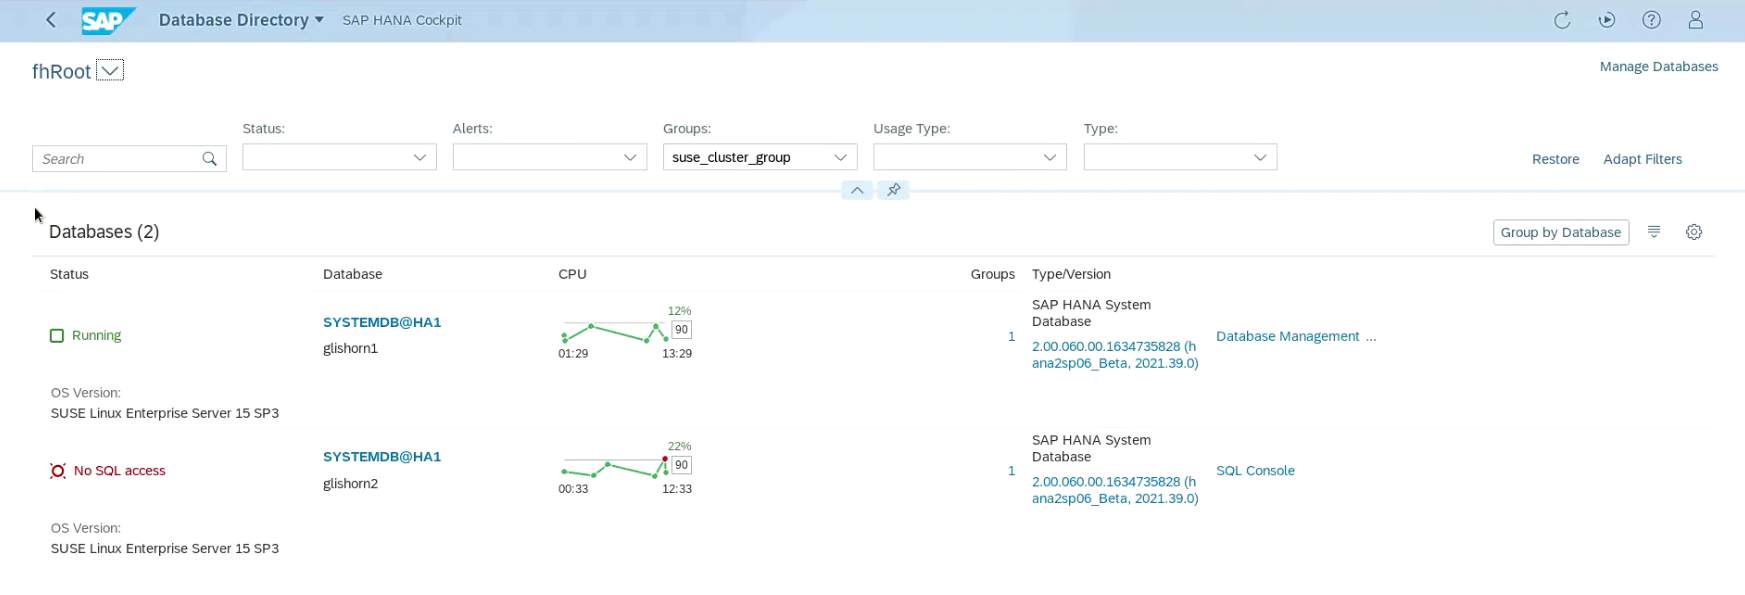 SAP Database Directory SAP HANA Cockpit
fhRoot
Manage Databases
Status: Alerts: Groups: Usage Type: Type:
Search suse_cluster_group
Restore Adapt Filters
Databases (2)
Group by Database
Status Database CPU Groups Type/Version
Running
SYSTEMDB@HA1
glishorn1
12%
90
01:29 13:29
1
SAP HANA System
Database
2.00.060.00.1634735828 (h
ana2sp06_Beta, 2021.39.0)
Database Management ...
OS Version:
SUSE Linux Enterprise Server 15 SP3
No SQL access
SYSTEMDB@HA1
glishorn2
22%
90
00:33 12:33
1
SAP HANA System
Database
2.00.060.00.1634735828 (h
ana2sp06_Beta, 2021.39.0)
SQL Console
OS Version:
SUSE Linux Enterprise Server 15 SP3